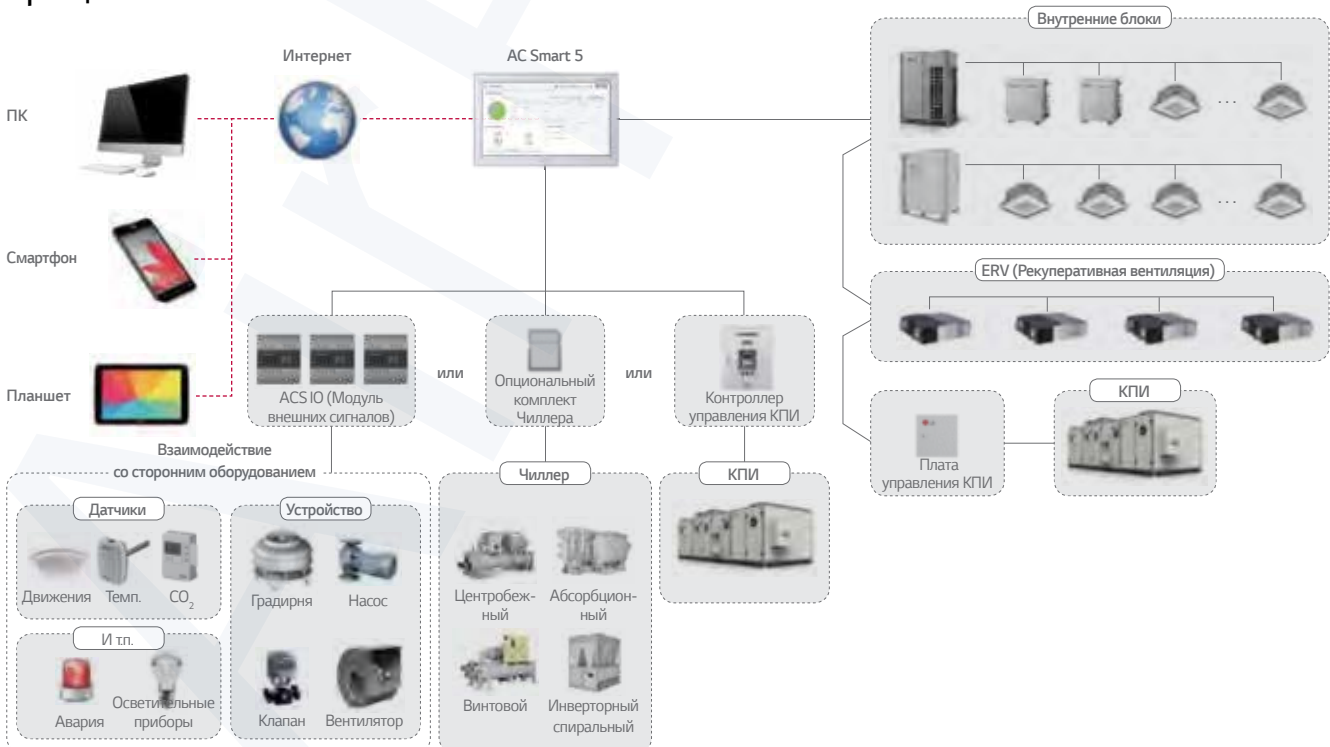 Внутренние блоки
Интернет
AC Smart 5
ПК
Смартфон
ERV (Рекуперативная вентиляция)
Планшет
ACS IO (Модуль
внешних сигналов)
или
Опциональный
комплект
Чиллера
или
Контроллер
управления КПИ
КПИ
Плата
управления КПИ
Взаимодействие
со сторонним оборудованием
Чиллер
КПИ
Датчики
Устройство
Движения
Темп.
CO2
Градирня
Насос
Центробеж-
ный
Абсорбцион-
ный
И т.п.
Авария
Осветительные
приборы
Клапан
Вентилятор
Винтовой
Инверторный
спиральный